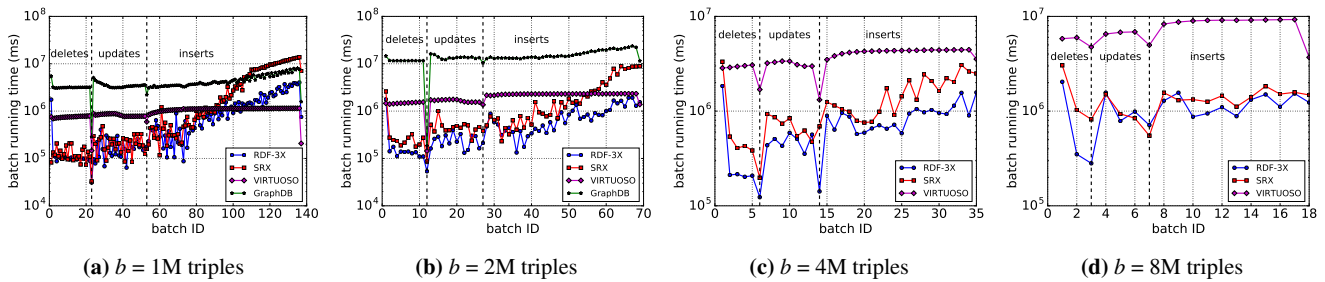 batch running time (ms)
10^8
10^7
10^6
10^5
10^4
deletes
updates
inserts
RDF-3X
SRX
VIRTUOSO
GraphDB
0 20 40 60 80 100 120 140
batch ID
(a) b = 1M triples
batch running time (ms)
10^8
10^7
10^6
10^5
10^4
deletes
updates
inserts
RDF-3X
SRX
VIRTUOSO
GraphDB
0 10 20 30 40 50 60 70
batch ID
(b) b = 2M triples
batch running time (ms)
10^7
10^6
10^5
deletes
updates
inserts
RDF-3X
SRX
VIRTUOSO
0 5 10 15 20 25 30 35
batch ID
(c) b = 4M triples
batch running time (ms)
10^7
10^6
10^5
deletes
updates
inserts
RDF-3X
SRX
VIRTUOSO
0 2 4 6 8 10 12 14 16 18
batch ID
(d) b = 8M triples